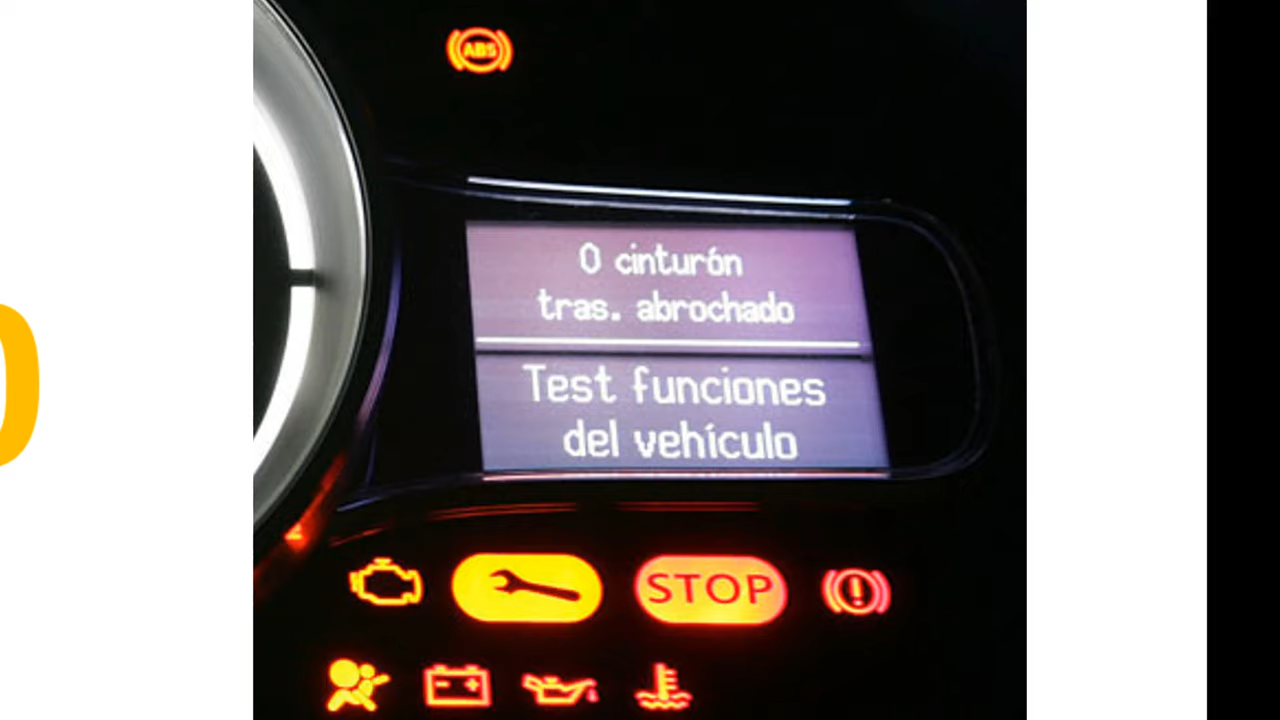 ABS
0 cinturón
tras. abrochado
Test funciones
del vehículo
STOP